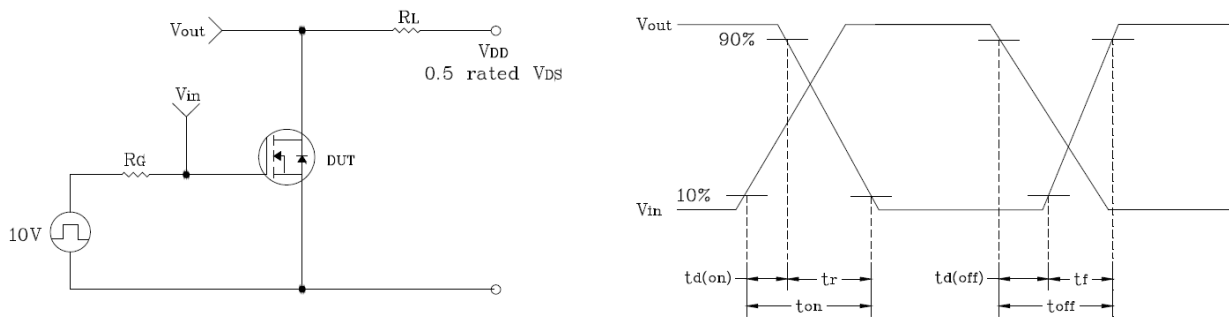 Vout
RL
VDD
0.5 rated VDS
Vin
RG
DUT
10V
Vout
90%
10%
Vin
td(on)
tr
td(off)
tf
ton
toff